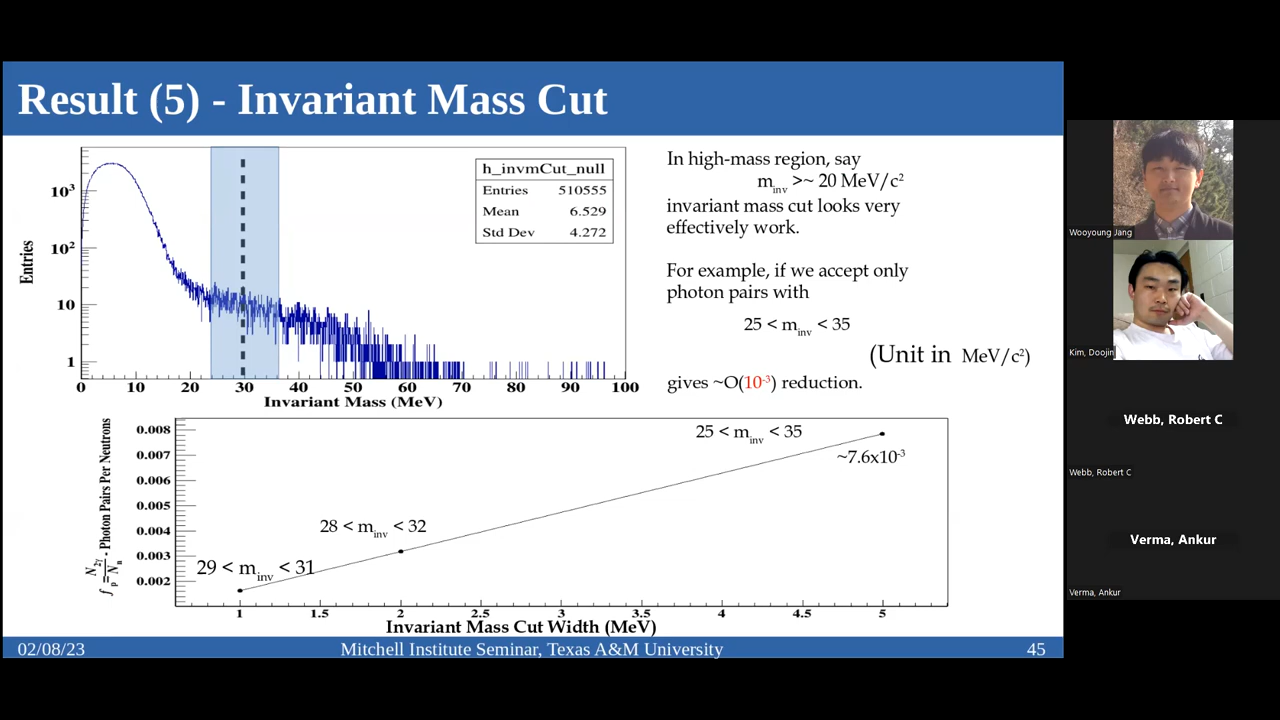 Result (5) - Invariant Mass Cut
h_invmCut_null
Entries 510555
Mean 6.529
Std Dev 4.272
Entries
10³
10²
10
1
0 10 20 30 40 50 60 70 80 90 100
Invariant Mass (MeV)
In high-mass region, say
m_inv >~ 20 MeV/c²
invariant mass cut looks very
effectively work.
For example, if we accept only
photon pairs with
25 < m_inv < 35
(Unit in MeV/c²)
gives ~O(10⁻³) reduction.
f_p = N_2γ / N_n - Photon Pairs Per Neutrons
0.008
0.007
0.006
0.005
0.004
0.003
0.002
25 < m_inv < 35
~7.6x10⁻³
28 < m_inv < 32
29 < m_inv < 31
1 1.5 2 2.5 3 3.5 4 4.5 5
Invariant Mass Cut Width (MeV)
02/08/23 Mitchell Institute Seminar, Texas A&M University 45
Wooyoung Jang
Kim, Doojin
Webb, Robert C
Webb, Robert C
Verma, Ankur
Verma, Ankur